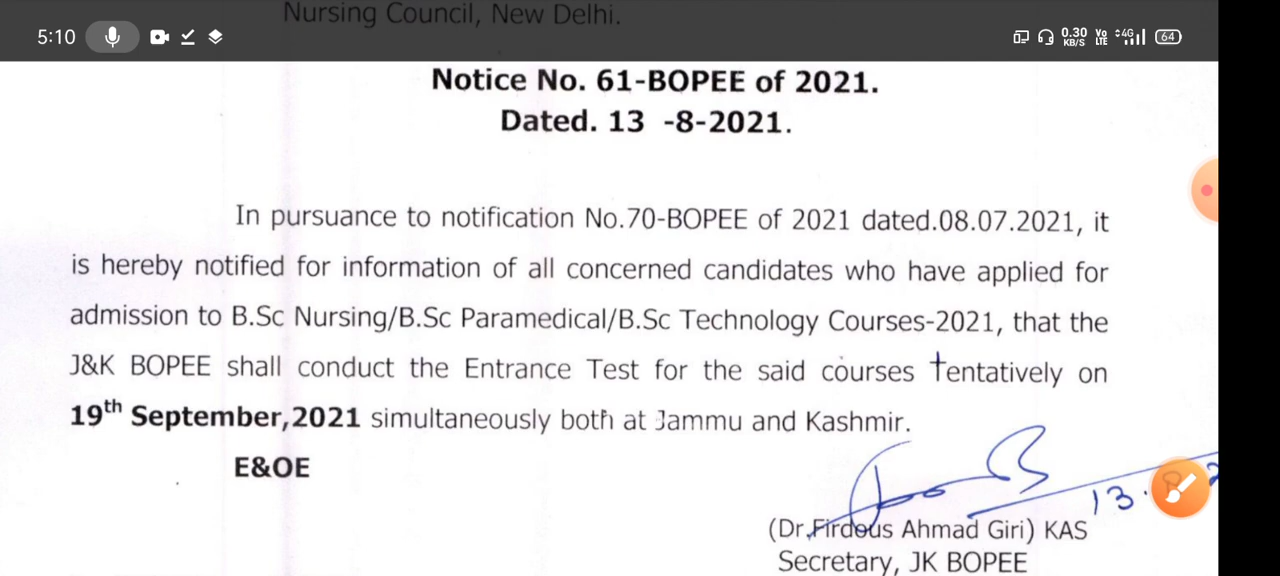 Nursing Council, New Delhi.
5:10
0.30 KB/S Vo LTE 4G 64
Notice No. 61-BOPEE of 2021.
Dated. 13 -8-2021.
In pursuance to notification No.70-BOPEE of 2021 dated.08.07.2021, it
is hereby notified for information of all concerned candidates who have applied for
admission to B.Sc Nursing/B.Sc Paramedical/B.Sc Technology Courses-2021, that the
J&K BOPEE shall conduct the Entrance Test for the said courses tentatively on
19th September,2021 simultaneously both at Jammu and Kashmir.
E&OE
13.8
(Dr.Firdous Ahmad Giri) KAS
Secretary, JK BOPEE